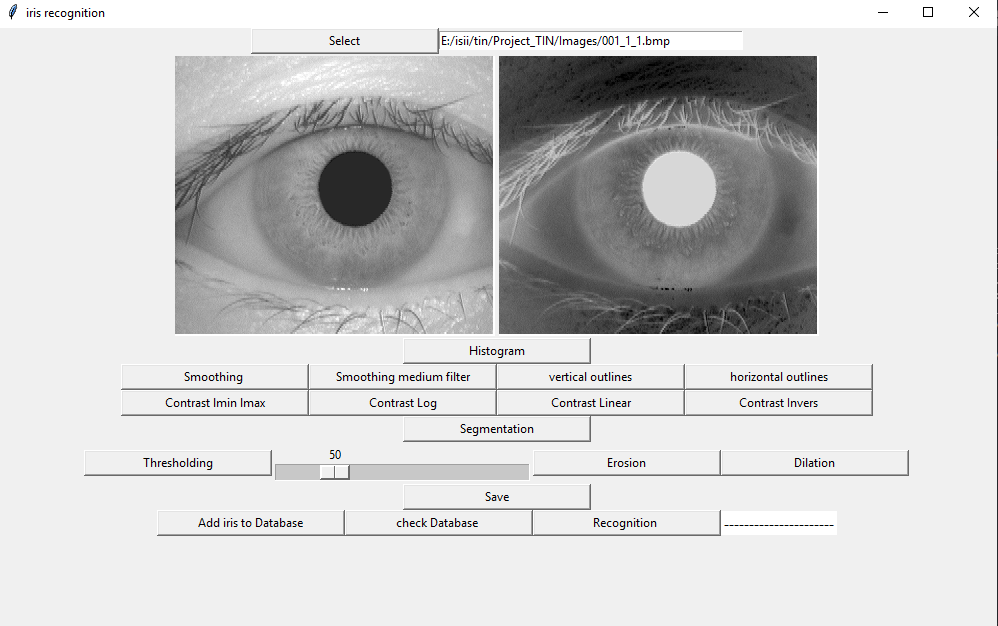 iris recognition
Select E:/isii/tin/Project_TIN/Images/001_1_1.bmp
Histogram
Smoothing Smoothing medium filter vertical outlines horizontal outlines
Contrast Imin Imax Contrast Log Contrast Linear Contrast Invers
Segmentation
50
Thresholding Erosion Dilation
Save
Add iris to Database check Database Recognition ----------------------